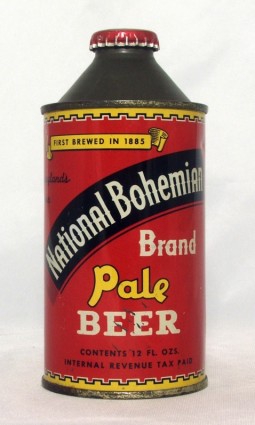 FIRST BREWED IN 1885
National Bohemian
Brand
Pale
BEER
CONTENTS 12 FL. OZS.
INTERNAL REVENUE TAX PAID